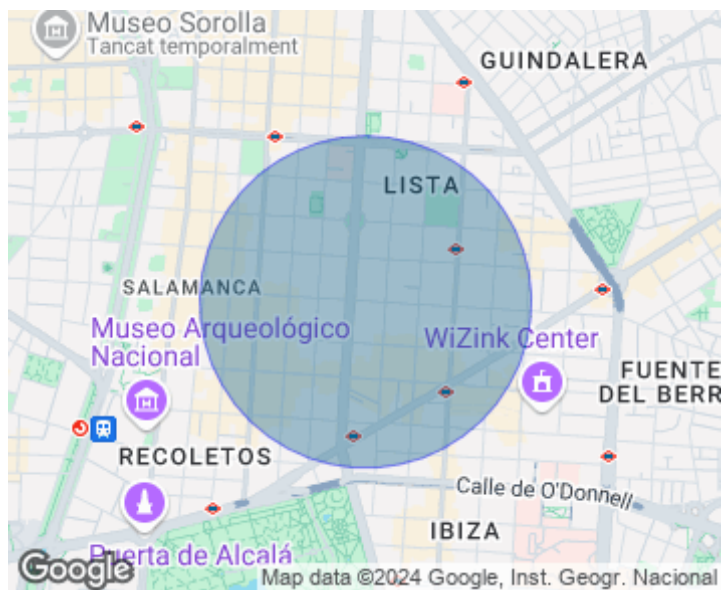 Museo Sorolla
Tancat temporalment
GUINDALERA
LISTA
SALAMANCA
Museo Arqueológico
Nacional
WiZink Center
FUENTE
DEL BERR
RECOLETOS
Calle de O'Donnell
IBIZA
Puerta de Alcalá
Google
Map data ©2024 Google, Inst. Geogr. Nacional